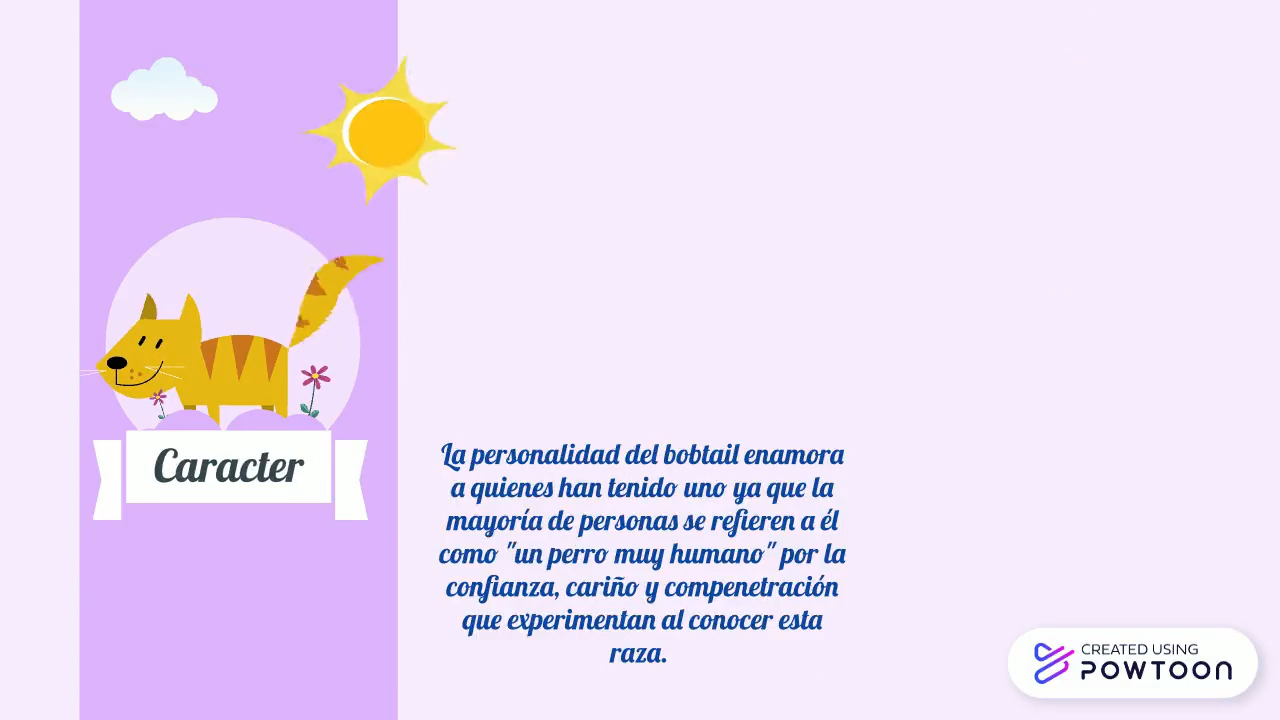 Caracter
La personalidad del bobtail enamora
a quienes han tenido uno ya que la
mayoría de personas se refieren a él
como "un perro muy humano" por la
confianza, cariño y compenetración
que experimentan al conocer esta
raza.
CREATED USING
POWTOON